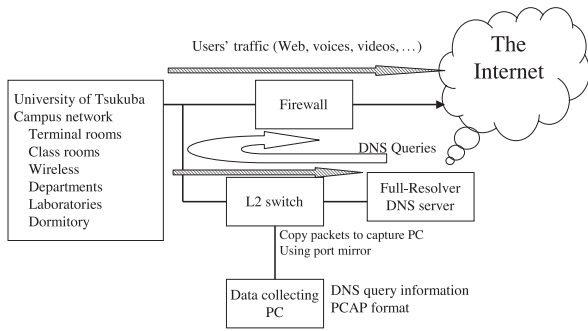 Users' traffic (Web, voices, videos, …)
The
Internet
University of Tsukuba
Campus network
Terminal rooms
Class rooms
Wireless
Departments
Laboratories
Dormitory
Firewall
DNS Queries
L2 switch
Full-Resolver
DNS server
Copy packets to capture PC
Using port mirror
Data collecting
PC
DNS query information
PCAP format